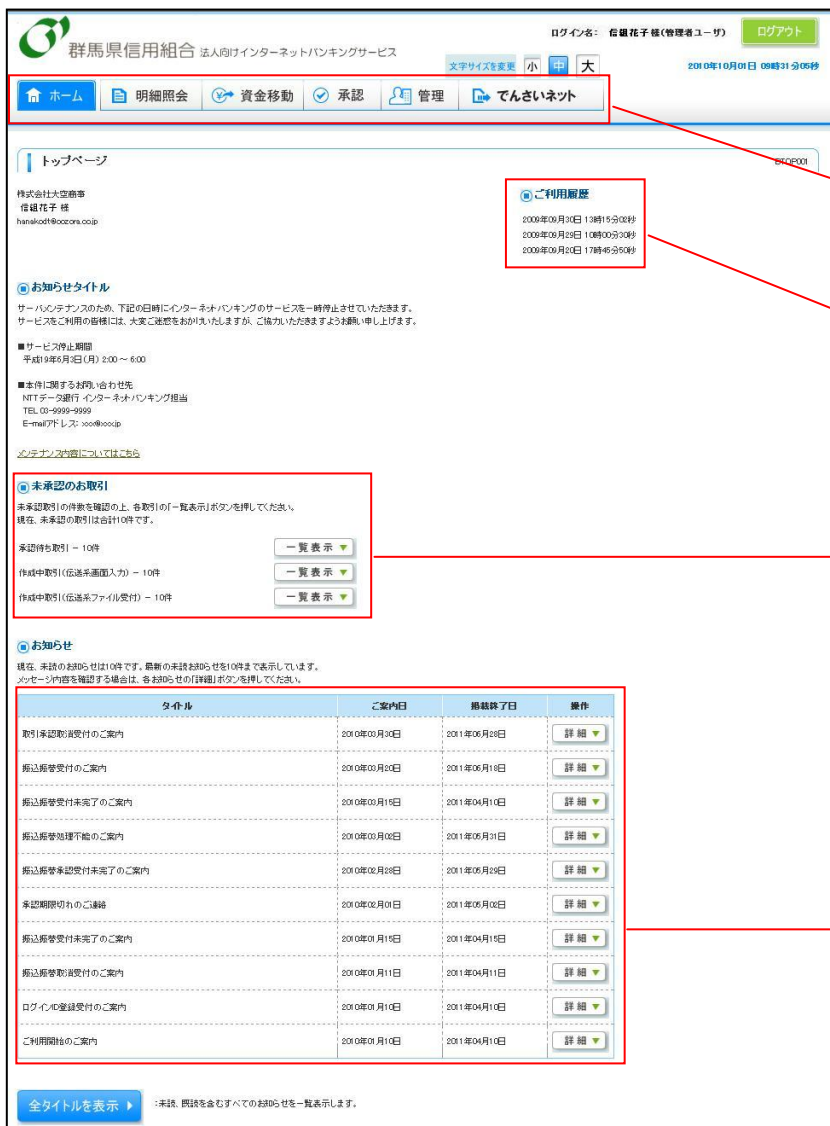 ログイン名： 信組花子様(管理者ユーザ) ログアウト
群馬県信用組合 法人向けインターネットバンキングサービス
文字サイズを変更 小 中 大 2010年10月01日 09時31分05秒
ホーム 明細照会 資金移動 承認 管理 でんさいネット
トップページ BTOP001
株式会社大空商事
信組花子 様
hanakodt@oozora.co.jp
ご利用履歴
2009年09月30日 13時15分02秒
2009年09月29日 10時00分30秒
2009年09月20日 17時45分50秒
お知らせタイトル
サーバメンテナンスのため、下記の日時にインターネットバンキングのサービスを一時停止させていただきます。
サービスをご利用の皆様には、大変ご迷惑をおかけいたしますが、ご協力いただきますようお願い申し上げます。
■サービス停止期間
平成19年6月3日(月) 2:00 ～ 6:00
■本件に関するお問い合わせ先
NTTデータ銀行 インターネットバンキング担当
TEL 03-9999-9999
E-mailアドレス:
メンテナンス内容についてはこちら
未承認のお取引
未承認取引の件数を確認の上、各取引の「一覧表示」ボタンを押してください。
現在、未承認の取引は合計10件です。
承認待ち取引 － 10件 一覧表示
作成中取引(伝送系画面入力) － 10件 一覧表示
作成中取引(伝送系ファイル受付) － 10件 一覧表示
お知らせ
現在、未読のお知らせは10件です。最新の未読お知らせを10件まで表示しています。
メッセージ内容を確認する場合は、各お知らせの「詳細」ボタンを押してください。
タイトル ご案内日 掲載終了日 操作
取引承認取消受付のご案内 2010年03月30日 2011年06月28日 詳細
振込振替受付のご案内 2010年03月20日 2011年06月18日 詳細
振込振替受付未完了のご案内 2010年03月15日 2011年04月10日 詳細
振込振替処理不能のご案内 2010年03月02日 2011年05月31日 詳細
振込振替承認受付未完了のご案内 2010年02月28日 2011年05月29日 詳細
承認期限切れのご連絡 2010年02月01日 2011年05月02日 詳細
振込振替受付未完了のご案内 2010年01月15日 2011年04月15日 詳細
振込振替取消受付のご案内 2010年01月11日 2011年04月11日 詳細
ログインID登録受付のご案内 2010年01月10日 2011年04月10日 詳細
ご利用開始のご案内 2010年01月10日 2011年04月10日 詳細
全タイトルを表示 ：未読、既読を含むすべてのお知らせを一覧表示します。